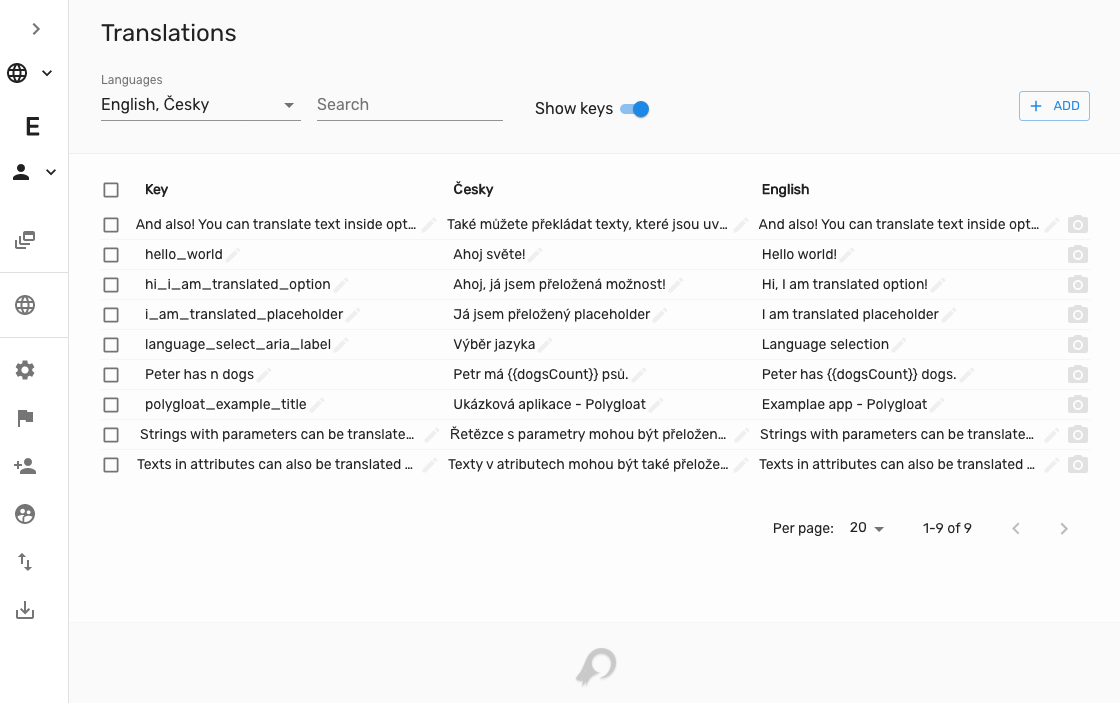 Translations
Languages
English, Česky
Search
Show keys
ADD
E
Key Česky English
And also! You can translate text inside opt… Také můžete překládat texty, které jsou uv… And also! You can translate text inside opt…
hello_world Ahoj světe! Hello world!
hi_i_am_translated_option Ahoj, já jsem přeložená možnost! Hi, I am translated option!
i_am_translated_placeholder Já jsem přeložený placeholder I am translated placeholder
language_select_aria_label Výběr jazyka Language selection
Peter has n dogs Petr má {{dogsCount}} psů. Peter has {{dogsCount}} dogs.
polygloat_example_title Ukázková aplikace - Polygloat Examplae app - Polygloat
Strings with parameters can be translate… Řetězce s parametry mohou být přeložen… Strings with parameters can be translate…
Texts in attributes can also be translated … Texty v atributech mohou být také přelože… Texts in attributes can also be translated …
Per page: 20 1-9 of 9